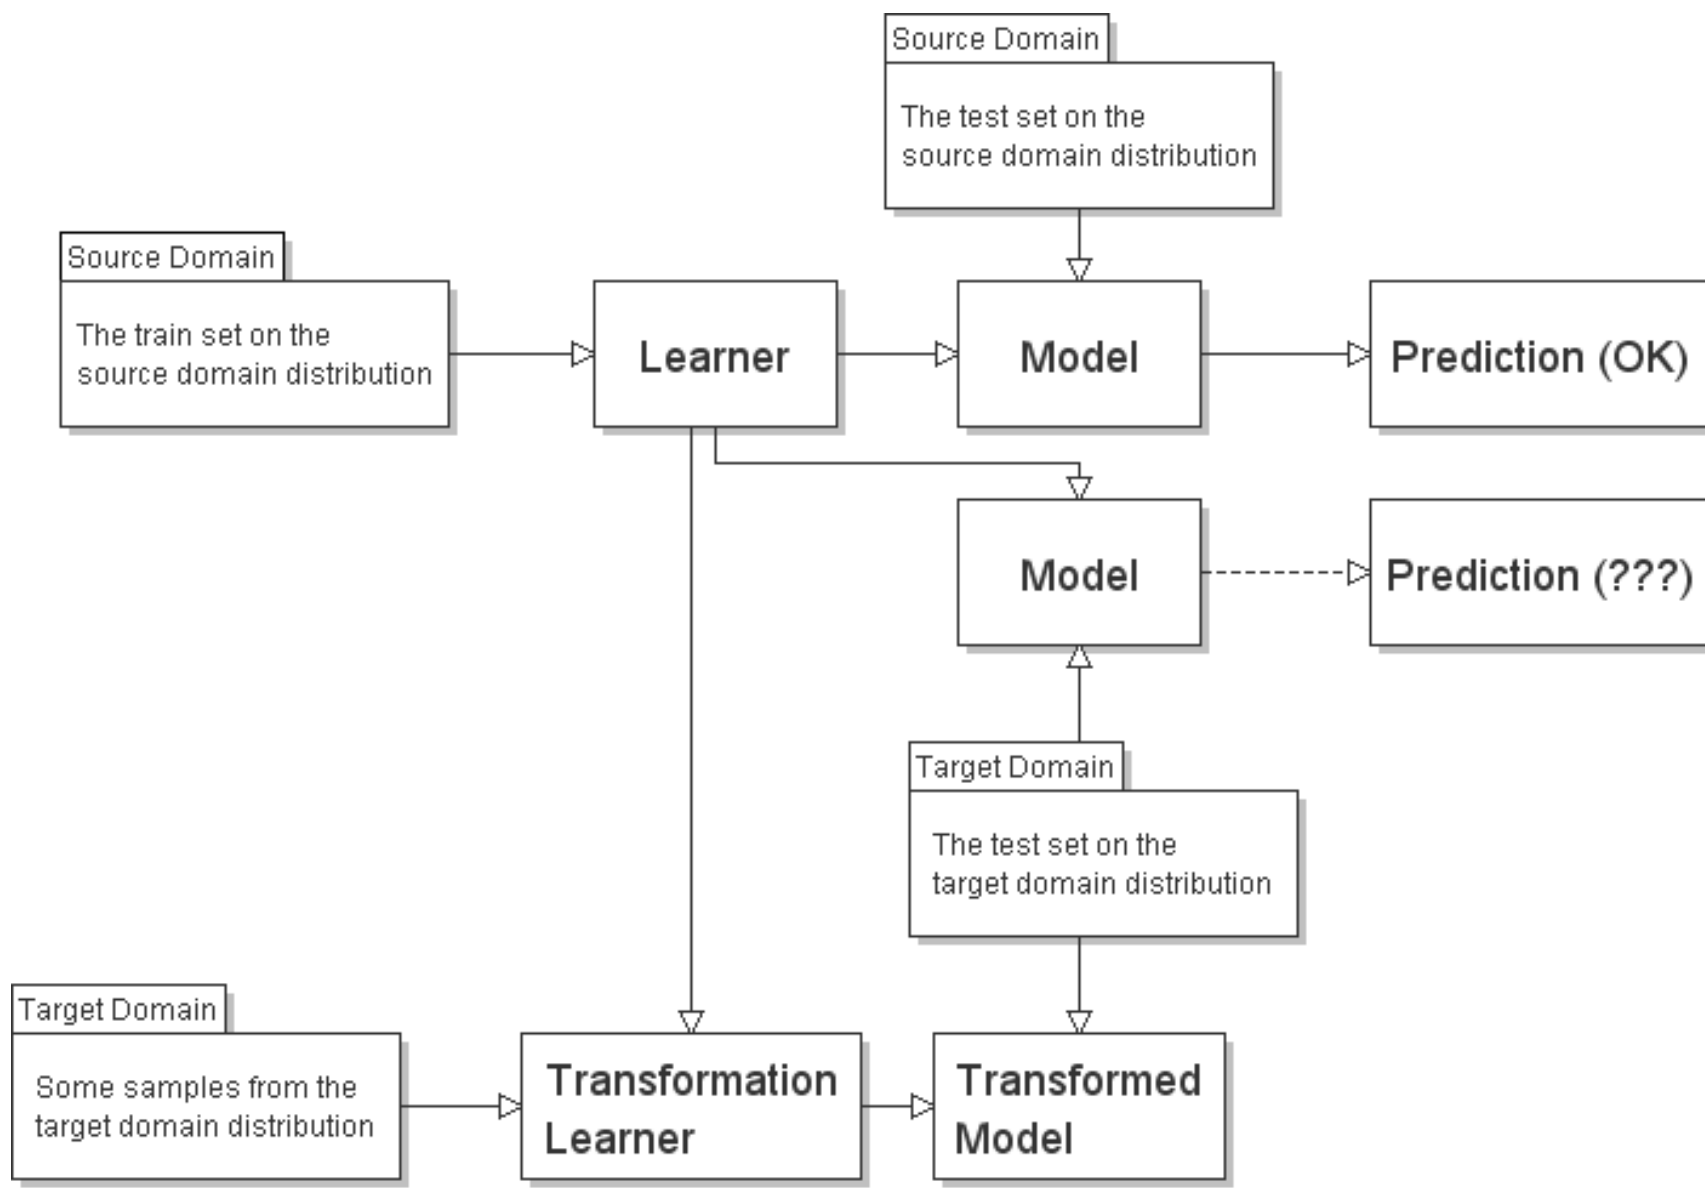 Source Domain
The test set on the
source domain distribution
Source Domain
The train set on the
source domain distribution
Learner
Model
Prediction (OK)
Model
Prediction (???)
Target Domain
The test set on the
target domain distribution
Target Domain
Some samples from the
target domain distribution
Transformation
Learner
Transformed
Model